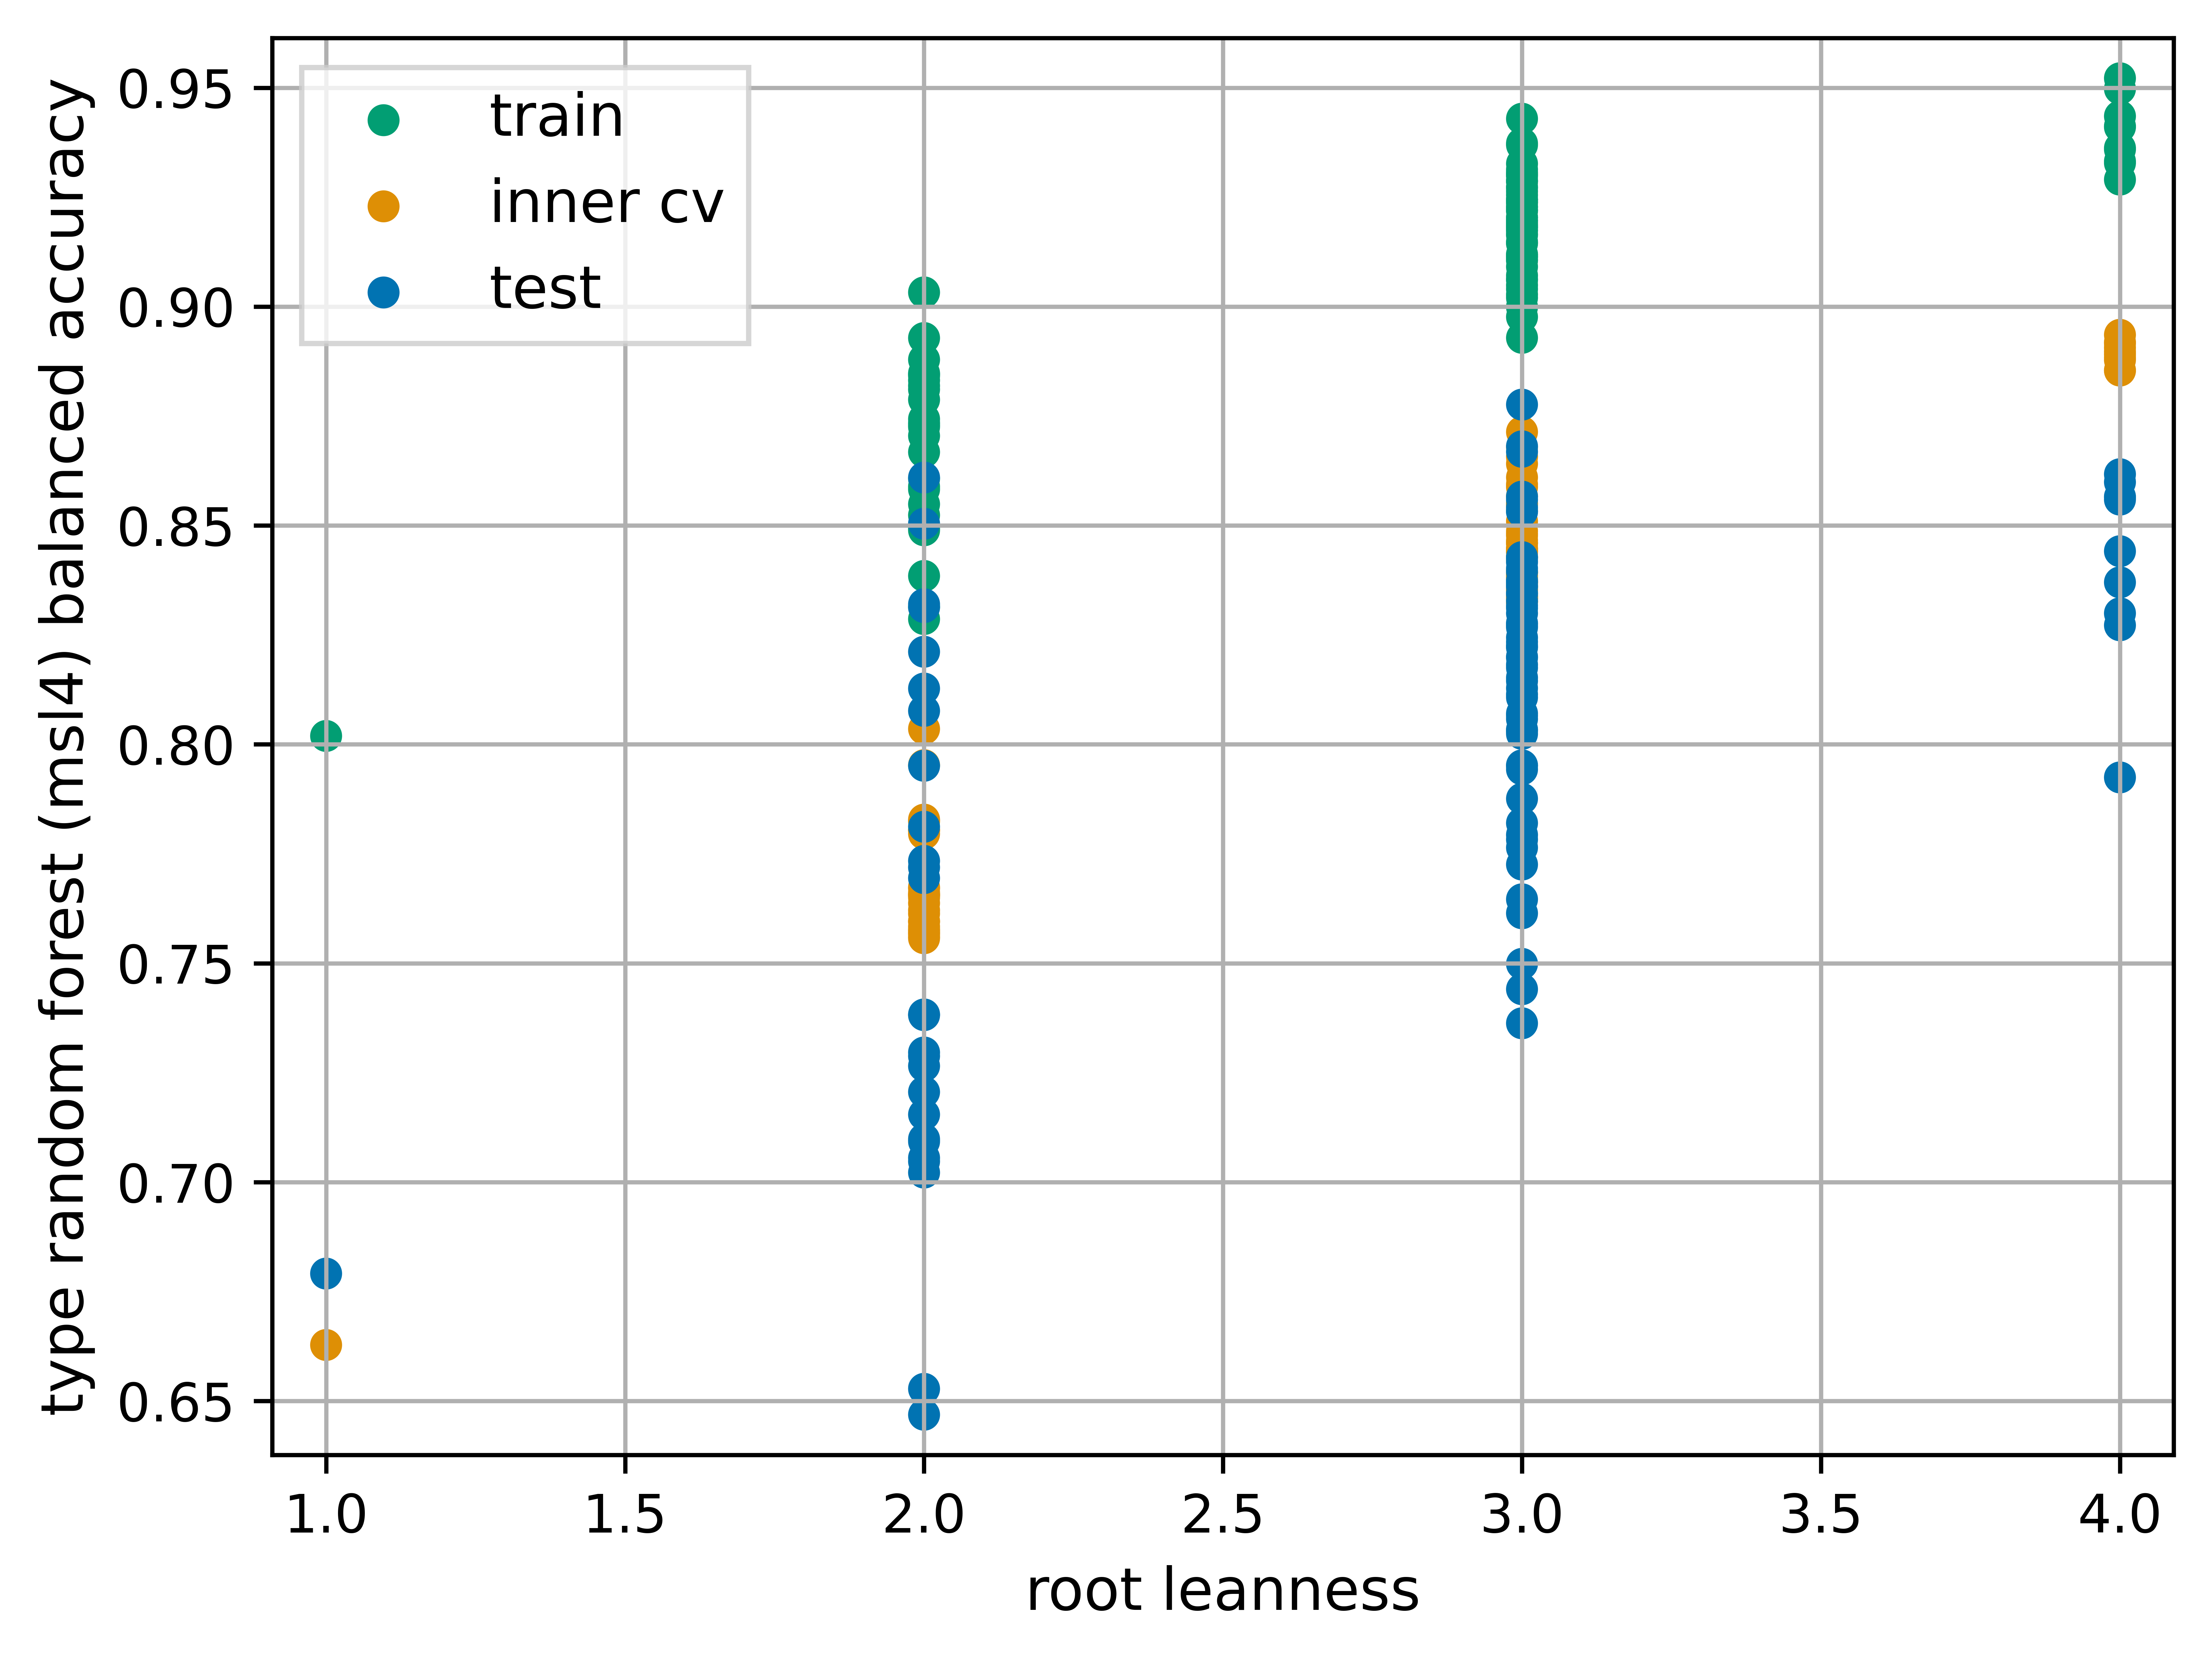 type random forest (msl4) balanced accuracy
0.95
0.90
0.85
0.80
0.75
0.70
0.65
train
inner cv
test
1.0 1.5 2.0 2.5 3.0 3.5 4.0
root leanness